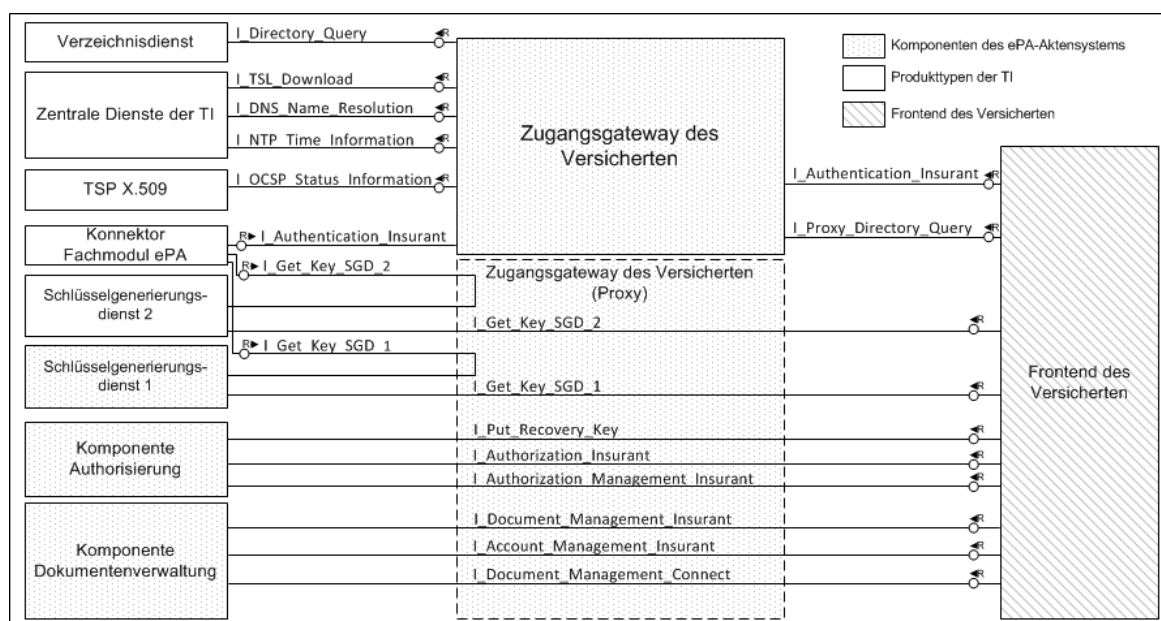 Verzeichnisdienst
I_Directory_Query
R
Komponenten des ePA-Aktensystems
Produkttypen der TI
Frontend des Versicherten
Zentrale Dienste der TI
I_TSL_Download
R
I_DNS_Name_Resolution
R
I_NTP_Time_Information
R
TSP X.509
I_OCSP_Status_Information
R
Zugangsgateway des
Versicherten
I_Authentication_Insurant
R
I_Proxy_Directory_Query
R
Konnektor
Fachmodul ePA
R
I_Authentication_Insurant
R
I_Get_Key_SGD_2
Zugangsgateway des Versicherten
(Proxy)
Schlüsselgenerierungs-
dienst 2
I_Get_Key_SGD_2
R
R
I_Get_Key_SGD_1
Schlüsselgenerierungs-
dienst 1
I_Get_Key_SGD_1
R
Frontend des
Versicherten
Komponente
Authorisierung
I_Put_Recovery_Key
R
I_Authorization_Insurant
R
I_Authorization_Management_Insurant
R
Komponente
Dokumentenverwaltung
I_Document_Management_Insurant
R
I_Account_Management_Insurant
R
I_Document_Management_Connect
R